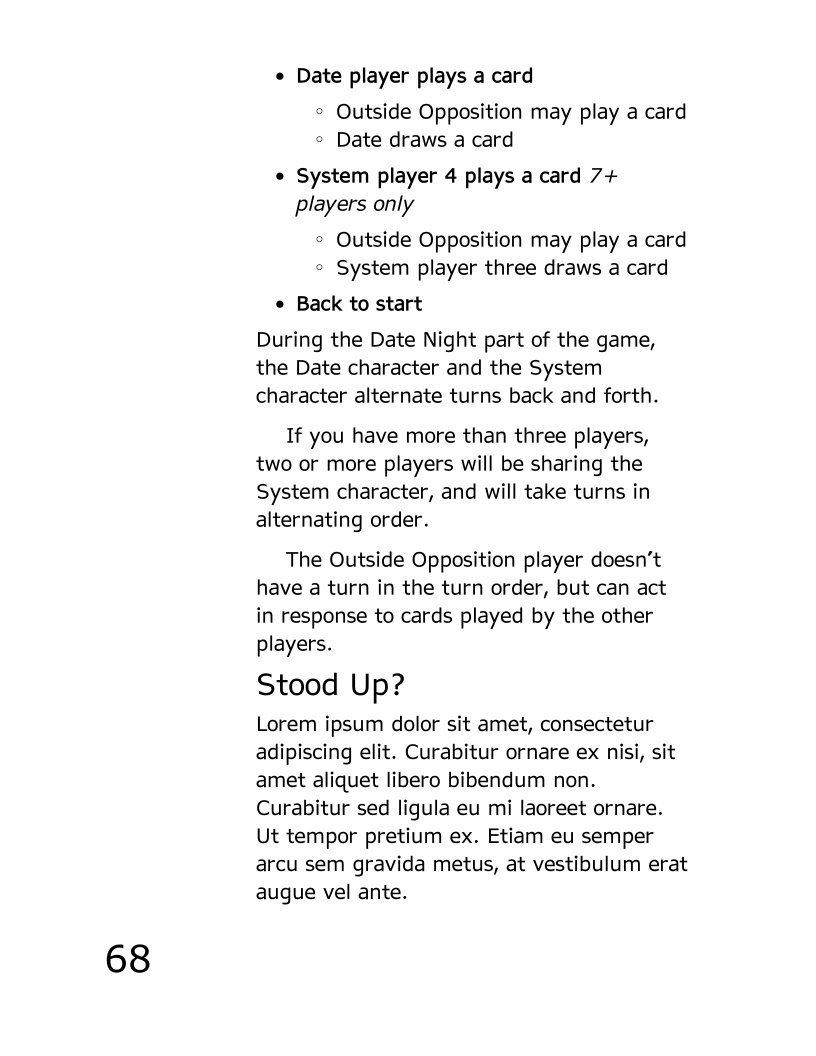 • Date player plays a card
◦ Outside Opposition may play a card
◦ Date draws a card
• System player 4 plays a card 7+
players only
◦ Outside Opposition may play a card
◦ System player three draws a card
• Back to start
During the Date Night part of the game,
the Date character and the System
character alternate turns back and forth.
If you have more than three players,
two or more players will be sharing the
System character, and will take turns in
alternating order.
The Outside Opposition player doesn’t
have a turn in the turn order, but can act
in response to cards played by the other
players.
Stood Up?
Lorem ipsum dolor sit amet, consectetur
adipiscing elit. Curabitur ornare ex nisi, sit
amet aliquet libero bibendum non.
Curabitur sed ligula eu mi laoreet ornare.
Ut tempor pretium ex. Etiam eu semper
arcu sem gravida metus, at vestibulum erat
augue vel ante.
68